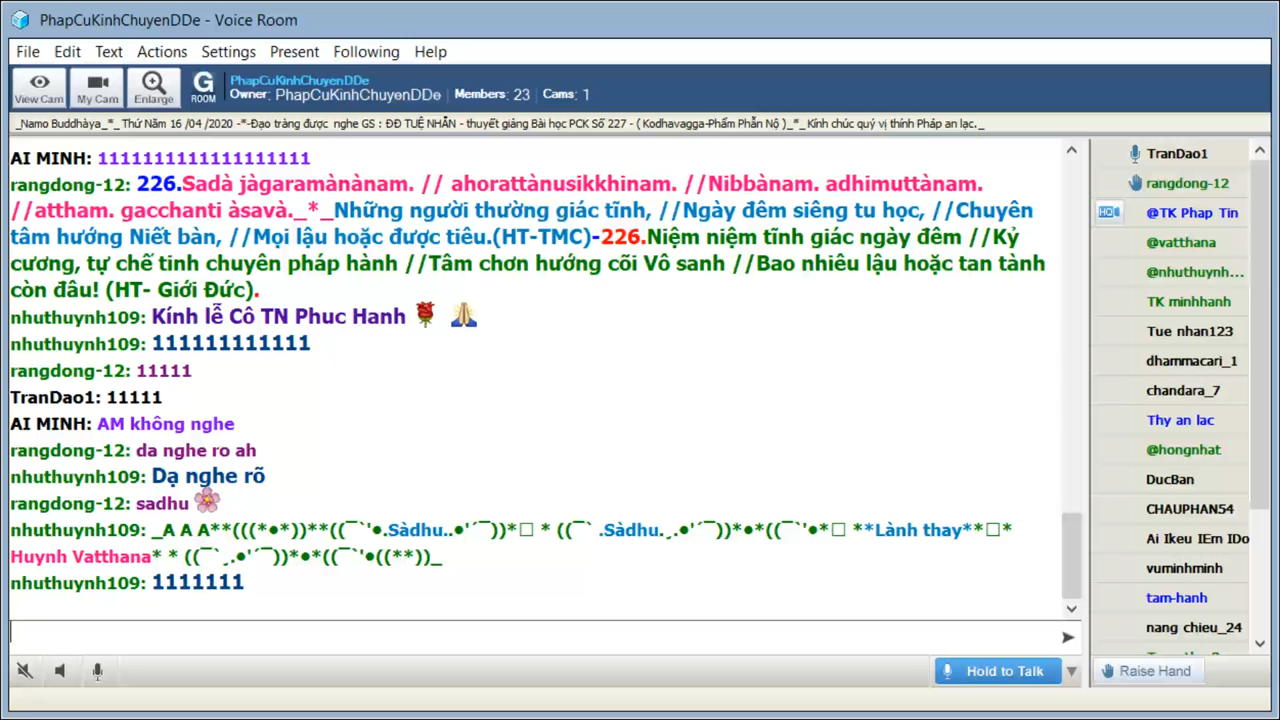 PhapCuKinhChuyenDDe - Voice Room
File Edit Text Actions Settings Present Following Help
View Cam My Cam Enlarge G ROOM
PhapCuKinhChuyenDDe
Owner: PhapCuKinhChuyenDDe Members: 23 Cams: 1
_Namo Buddhàya_*_ Thứ Năm 16 /04 /2020 -*-Đạo tràng được nghe GS : ĐĐ TUỆ NHẪN - thuyết giảng Bài học PCK Số 227 - ( Kodhavagga-Phẩm Phẫn Nộ )_*_ Kính chúc quý vị thính Pháp an lạc._
AI MINH: 1111111111111111111
rangdong-12: 226.Sadà jàgaramànànam. // ahorattànusikkhinam. //Nibbànam. adhimuttànam.
//attham. gacchanti àsavà._*_Những người thường giác tĩnh, //Ngày đêm siêng tu học, //Chuyên
tâm hướng Niết bàn, //Mọi lậu hoặc được tiêu.(HT-TMC)-226.Niệm niệm tĩnh giác ngày đêm //Kỷ
cương, tự chế tinh chuyên pháp hành //Tâm chơn hướng cõi Vô sanh //Bao nhiêu lậu hoặc tan tành
còn đâu! (HT- Giới Đức).
nhuthuynh109: Kính lễ Cô TN Phuc Hanh 🌹 🙏
nhuthuynh109: 111111111111
rangdong-12: 11111
TranDao1: 11111
AI MINH: AM không nghe
rangdong-12: da nghe ro ah
nhuthuynh109: Dạ nghe rõ
rangdong-12: sadhu 🌸
nhuthuynh109: _A A A**(((*•*))**((¯`'•.Sàdhu..•'´¯))*□ * ((¯` .Sàdhu.¸.•'´¯))*•*((¯`'•*□ **Lành thay**□*
Huynh Vatthana* * ((¯`¸.•'´¯))*•*((¯`'•((**))_
nhuthuynh109: 1111111
Hold to Talk
TranDao1
rangdong-12
@TK Phap Tin
@vatthana
@nhuthuynh...
TK minhhanh
Tue nhan123
dhammacari_1
chandara_7
Thy an lac
@hongnhat
DucBan
CHAUPHAN54
Ai Ikeu IEm IDo
vuminhminh
tam-hanh
nang chieu_24
Raise Hand